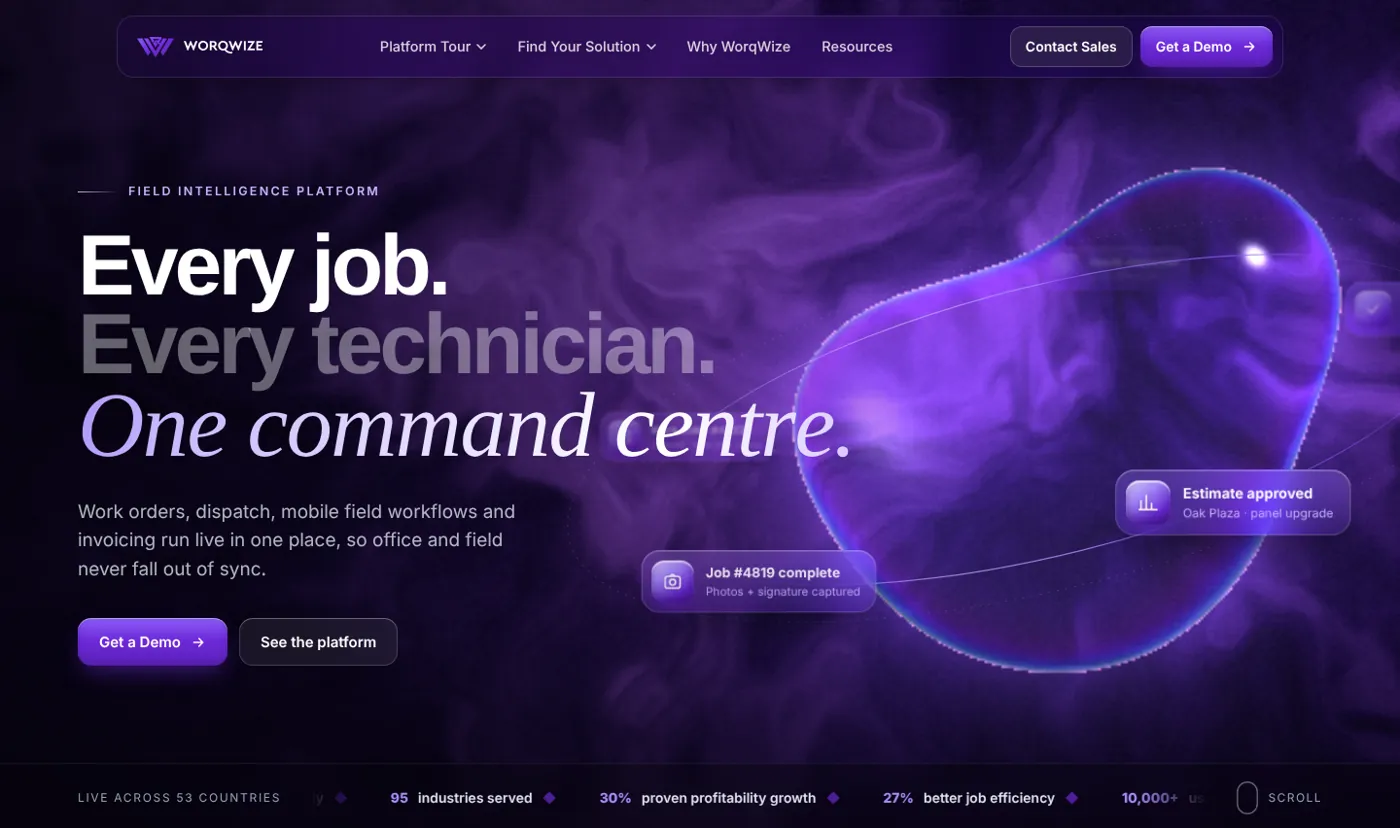 WORQWIZE
Platform Tour
Find Your Solution
Why WorqWize
Resources
Contact Sales
Get a Demo →
FIELD INTELLIGENCE PLATFORM
Every job.
Every technician.
One command centre.
Work orders, dispatch, mobile field workflows and
invoicing run live in one place, so office and field
never fall out of sync.
Get a Demo →
See the platform
Estimate approved
Oak Plaza · panel upgrade
Job #4819 complete
Photos + signature captured
LIVE ACROSS 53 COUNTRIES
95 industries served
30% proven profitability growth
27% better job efficiency
10,000+
SCROLL